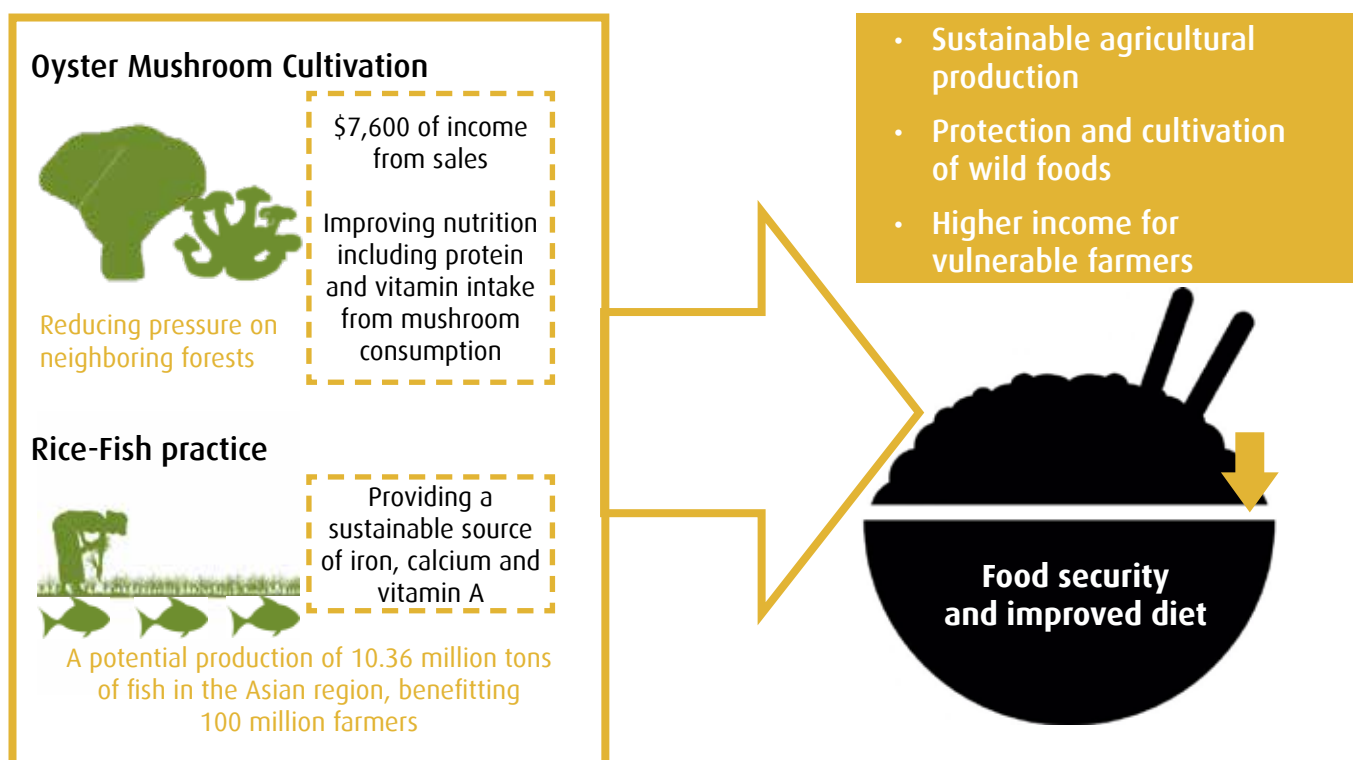 Oyster Mushroom Cultivation
$7,600 of income
from sales
Improving nutrition
including protein
and vitamin intake
from mushroom
consumption
Reducing pressure on
neighboring forests
Rice-Fish practice
Providing a
sustainable source
of iron, calcium and
vitamin A
A potential production of 10.36 million tons
of fish in the Asian region, benefitting
100 million farmers
• Sustainable agricultural
production
• Protection and cultivation
of wild foods
• Higher income for
vulnerable farmers
Food security
and improved diet